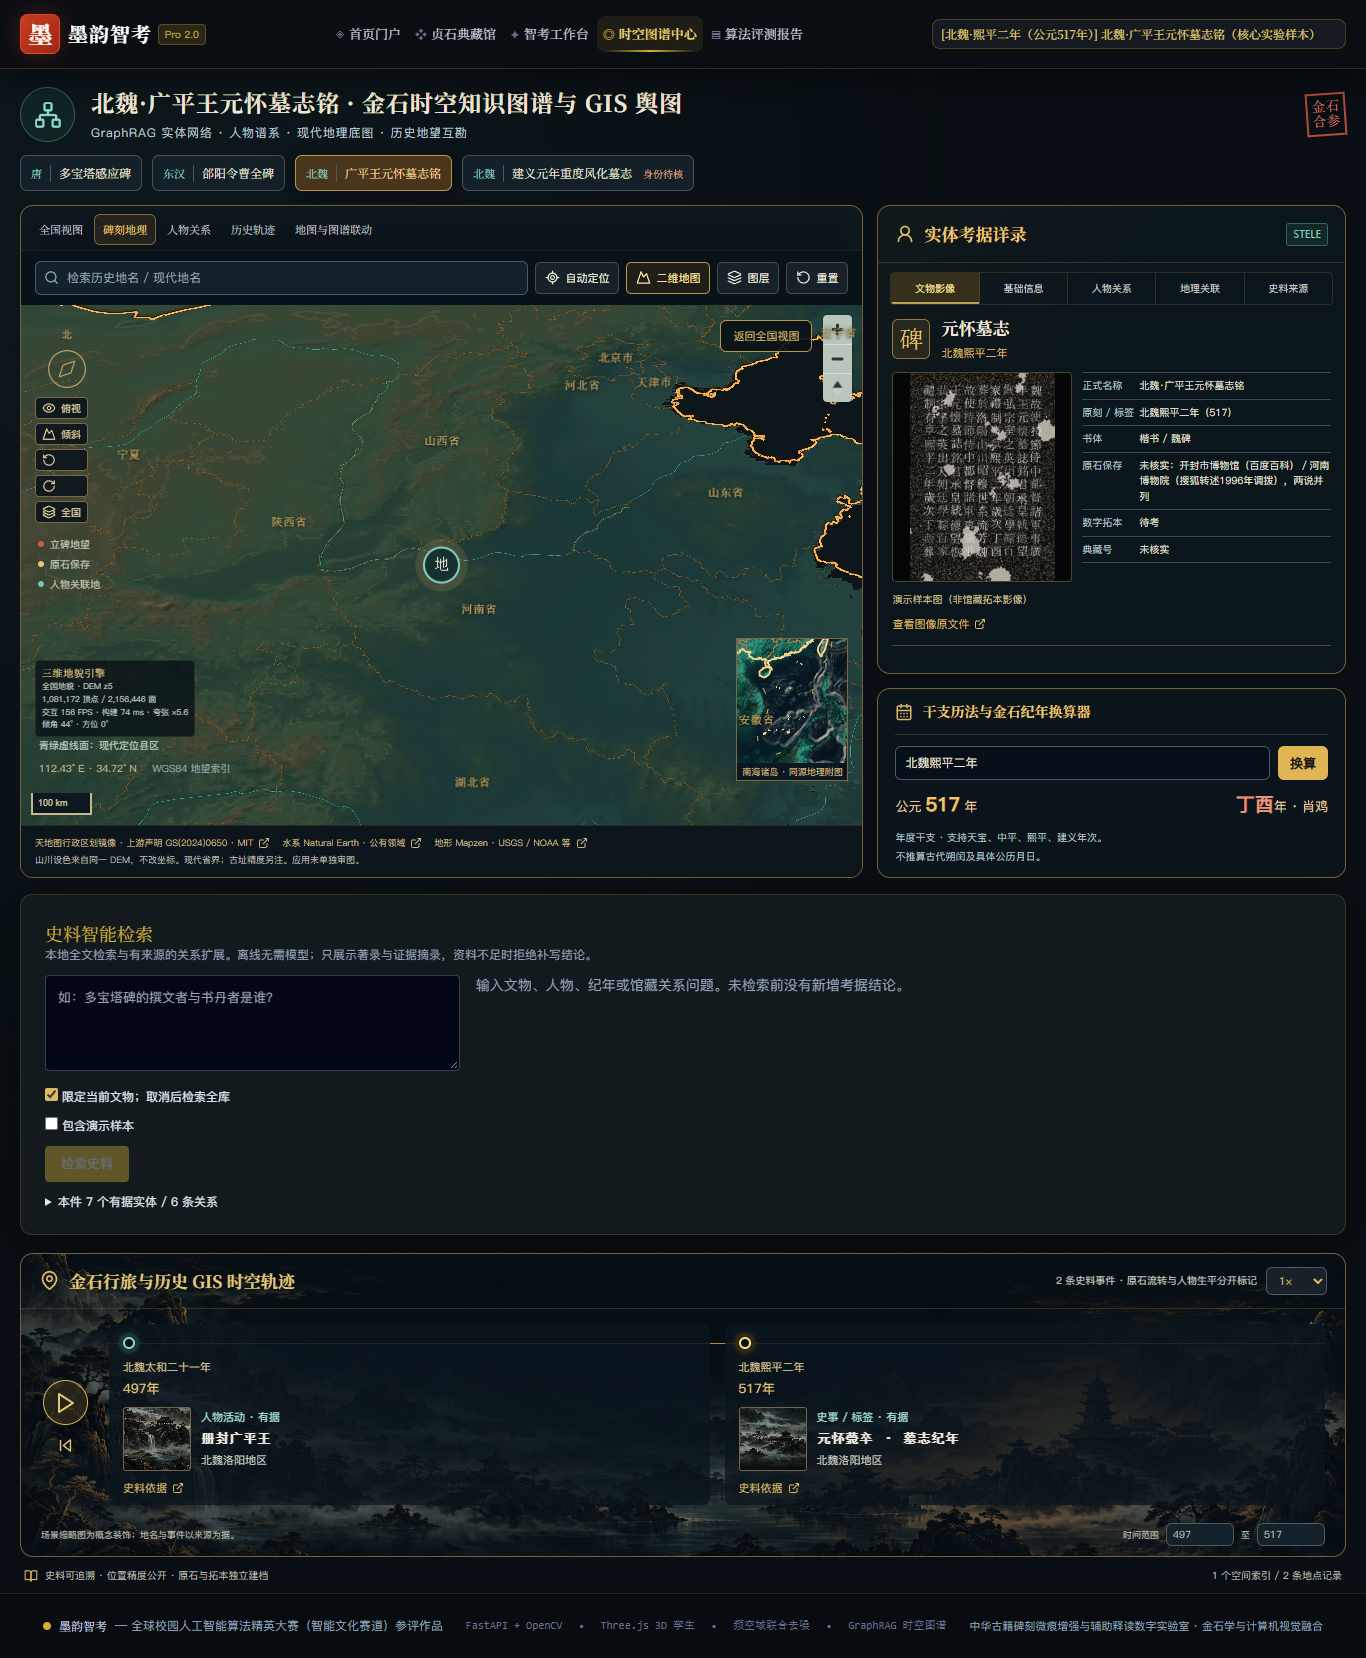 墨 墨韵智考 Pro 2.0
首页门户 贞石典藏馆 智考工作台 时空图谱中心 算法评测报告
[北魏·熙平二年（公元517年）] 北魏·广平王元怀墓志铭（核心实验样本）
北魏·广平王元怀墓志铭 · 金石时空知识图谱与 GIS 舆图
GraphRAG 实体网络 · 人物谱系 · 现代地理底图 · 历史地望互勘
金石
合参
唐 多宝塔感应碑
东汉 郃阳令曹全碑
北魏 广平王元怀墓志铭
北魏 建义元年重度风化墓志 身份待核
全国视图 碑刻地理 人物关系 历史轨迹 地图与图谱联动
检索历史地名 / 现代地名
自动定位 二维地图 图层 重置
返回全国视图
北
俯视
倾斜
全国
立碑地望
原石保存
人物关联地
北京市
天津市
河北省
山西省
宁夏
山东省
陕西省
地
河南省
安徽省
湖北省
三维地貌引擎
全国地貌 · DEM z5
1,081,172 顶点 / 2,156,446 面
交互 156 FPS · 构建 74 ms · 夸张 ×5.6
倾角 44° · 方位 0°
青绿虚线面：现代定位县区
112.43° E · 34.72° N WGS84 地望索引
100 km
南海诸岛 · 同源地理附图
天地图行政区划镜像 · 上游声明 GS(2024)0650 · MIT 水系 Natural Earth · 公有领域 地形 Mapzen · USGS / NOAA 等
山川设色来自同一 DEM，不改坐标。现代省界；古址精度另注。应用未单独审图。
实体考据详录 STELE
文物影像 基础信息 人物关系 地理关联 史料来源
碑 元怀墓志
北魏熙平二年
正式名称 北魏·广平王元怀墓志铭
原刻 / 标签 北魏熙平二年（517）
书体 楷书 / 魏碑
原石保存 未核实：开封市博物馆（百度百科） / 河南
博物院（搜狐转述1996年调拨），两说并
列
数字拓本 待考
典藏号 未核实
演示样本图（非馆藏拓本影像）
查看图像原文件
干支历法与金石纪年换算器
北魏熙平二年 换算
公元 517 年 丁酉年 · 肖鸡
年度干支 · 支持天宝、中平、熙平、建义年次。
不推算古代朔闰及具体公历月日。
史料智能检索
本地全文检索与有来源的关系扩展。离线无需模型；只展示著录与证据摘录，资料不足时拒绝补写结论。
如：多宝塔碑的撰文者与书丹者是谁？
输入文物、人物、纪年或馆藏关系问题。未检索前没有新增考据结论。
限定当前文物；取消后检索全库
包含演示样本
检索史料
本件 7 个有据实体 / 6 条关系
金石行旅与历史 GIS 时空轨迹
2 条史料事件 · 原石流转与人物生平分开标记 1×
北魏太和二十一年
497年
人物活动 · 有据
册封广平王
北魏洛阳地区
史料依据
北魏熙平二年
517年
史事 / 标签 · 有据
元怀薨卒 · 墓志纪年
北魏洛阳地区
史料依据
场景缩略图为概念装饰；地名与事件以来源为据。
时间范围 497 至 517
史料可追溯 · 位置精度公开 · 原石与拓本独立建档
1 个空间索引 / 2 条地点记录
墨韵智考 — 全球校园人工智能算法精英大赛（智能文化赛道）参评作品 FastAPI + OpenCV • Three.js 3D 孪生 • 频空域联合去噪 • GraphRAG 时空图谱 中华古籍碑刻微痕增强与辅助释读数字实验室 · 金石学与计算机视觉融合